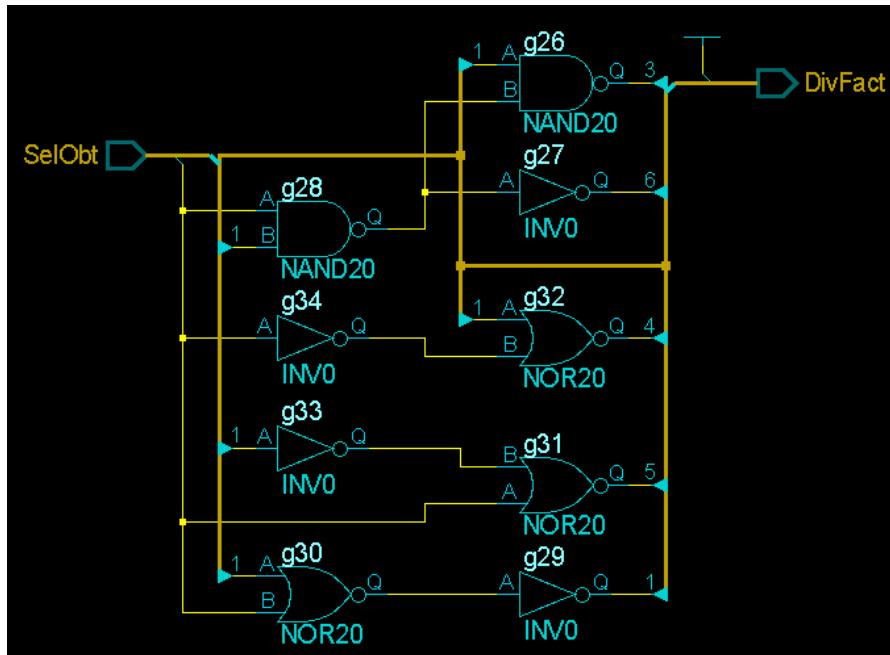 g26
1 A Q 3
B
NAND20
DivFact
SelObt
g27
A Q 6
INV0
g28
A Q
1 B
NAND20
g32
1 A Q 4
B
NOR20
g34
A Q
INV0
g33
1 A Q
INV0
g31
B Q 5
A
NOR20
g30
1 A Q
B
NOR20
g29
A Q 1
INV0